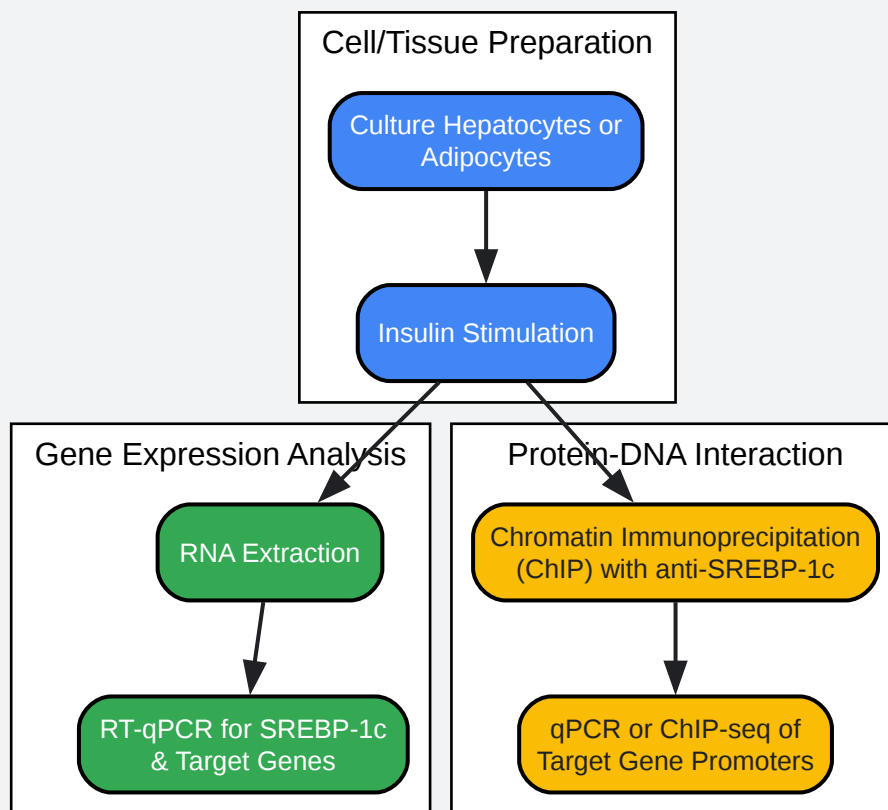 Cell/Tissue Preparation
Culture Hepatocytes or
Adipocytes
Insulin Stimulation
Gene Expression Analysis
RNA Extraction
RT-qPCR for SREBP-1c
& Target Genes
Protein-DNA Interaction
Chromatin Immunoprecipitation
(ChIP) with anti-SREBP-1c
qPCR or ChIP-seq of
Target Gene Promoters